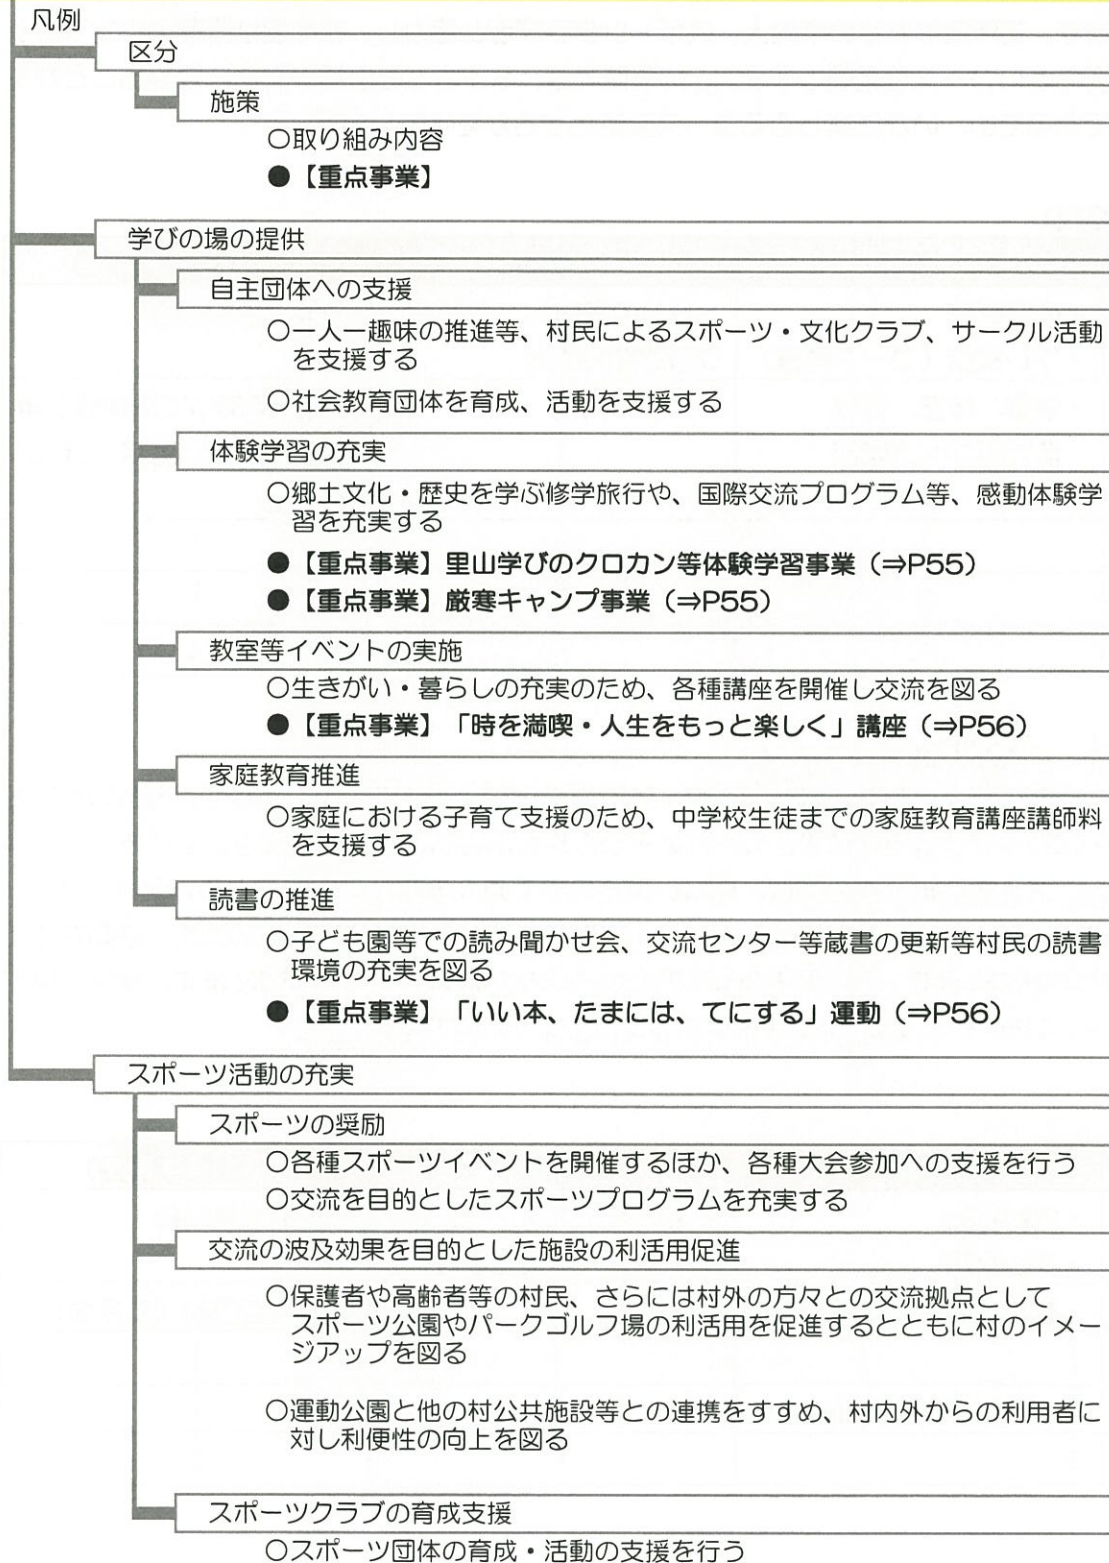 凡例
区分
施策
○取り組み内容
●【重点事業】
学びの場の提供
自主団体への支援
○一人一趣味の推進等、村民によるスポーツ・文化クラブ、サークル活動
を支援する
○社会教育団体を育成、活動を支援する
体験学習の充実
○郷土文化・歴史を学ぶ修学旅行や、国際交流プログラム等、感動体験学
習を充実する
●【重点事業】里山学びのクロカン等体験学習事業（⇒P55）
●【重点事業】厳寒キャンプ事業（⇒P55）
教室等イベントの実施
○生きがい・暮らしの充実のため、各種講座を開催し交流を図る
●【重点事業】「時を満喫・人生をもっと楽しく」講座（⇒P56）
家庭教育推進
○家庭における子育て支援のため、中学校生徒までの家庭教育講座講師料
を支援する
読書の推進
○子ども園等での読み聞かせ会、交流センター等蔵書の更新等村民の読書
環境の充実を図る
●【重点事業】「いい本、たまには、てにする」運動（⇒P56）
スポーツ活動の充実
スポーツの奨励
○各種スポーツイベントを開催するほか、各種大会参加への支援を行う
○交流を目的としたスポーツプログラムを充実する
交流の波及効果を目的とした施設の利活用促進
○保護者や高齢者等の村民、さらには村外の方々との交流拠点として
スポーツ公園やパークゴルフ場の利活用を促進するとともに村のイメー
ジアップを図る
○運動公園と他の村公共施設等との連携をすすめ、村内外からの利用者に
対し利便性の向上を図る
スポーツクラブの育成支援
○スポーツ団体の育成・活動の支援を行う